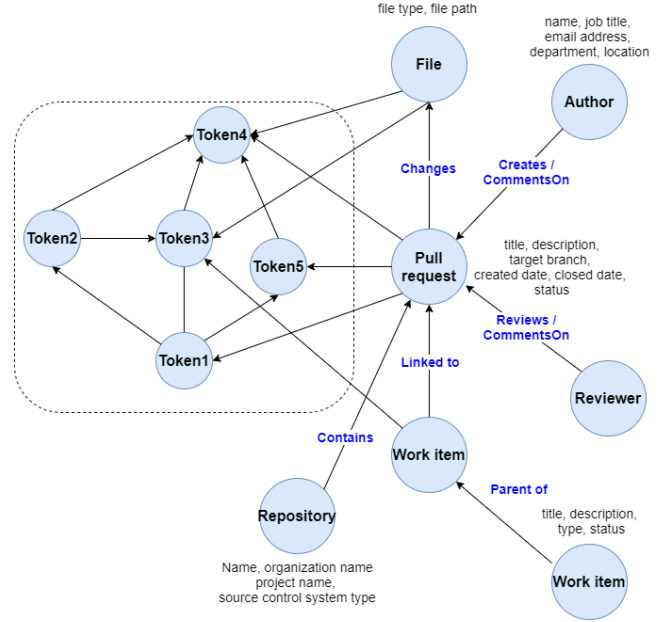 file type, file path
File
name, job title,
email address,
department, location
Author
Token4
Changes
Creates /
CommentsOn
Token2
Token3
Token5
Pull
request
title, description,
target branch,
created date, closed date,
status
Reviews /
CommentsOn
Token1
Linked to
Reviewer
Contains
Work item
Parent of
Repository
title, description,
type, status
Name, organization name
project name,
source control system type
Work item